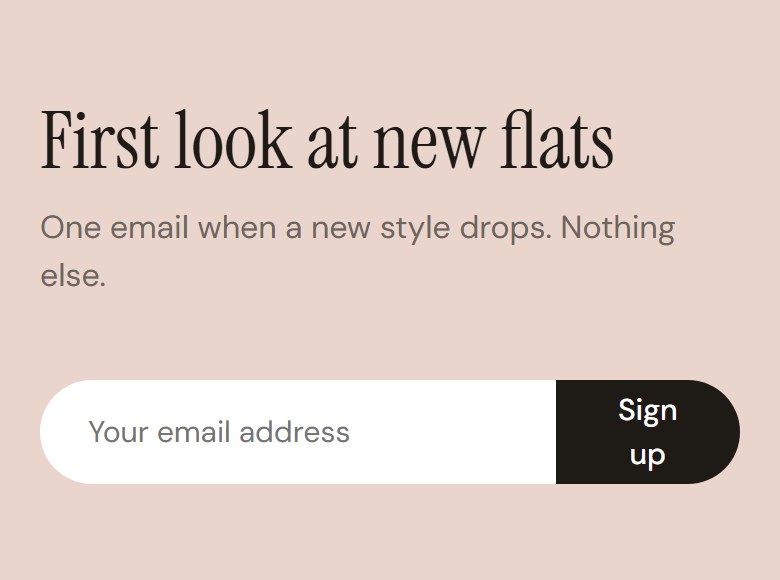 First look at new flats
One email when a new style drops. Nothing
else.
Your email address
Sign
up